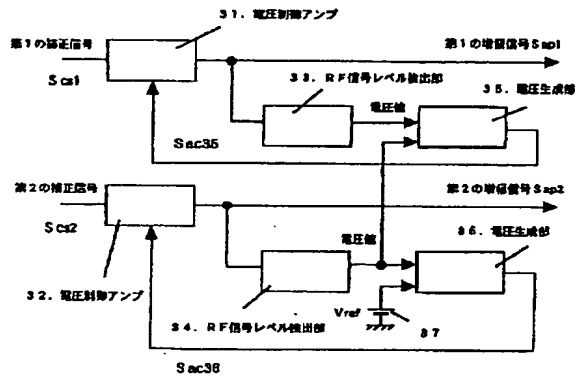 31. 電圧制御アンプ
第1の補正信号
Scs1
第1の増幅信号Sap1
33. RF信号レベル検出部
電圧値
35. 電圧生成部
Sac35
第2の補正信号
Scs2
第2の増幅信号Sap2
電圧値
36. 電圧生成部
32. 電圧制御アンプ
34. RF信号レベル検出部
Vref
37
Sac36